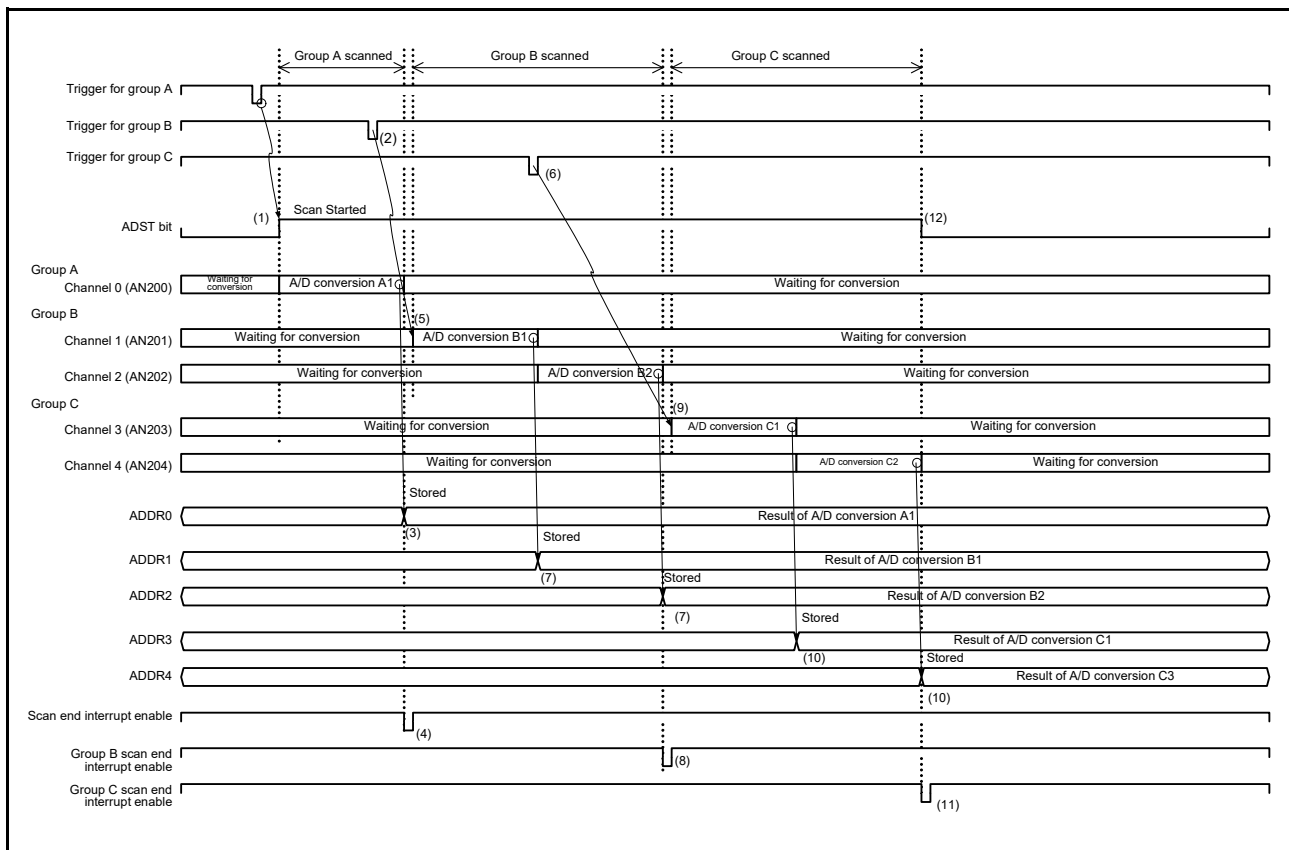 Group A scanned Group B scanned Group C scanned
Trigger for group A
Trigger for group B (2)
Trigger for group C (6)
(1) Scan Started (12)
ADST bit
Group A
Channel 0 (AN200) Waiting for conversion A/D conversion A1 Waiting for conversion
Group B
(5)
Channel 1 (AN201) Waiting for conversion A/D conversion B1 Waiting for conversion
Channel 2 (AN202) Waiting for conversion A/D conversion B2 Waiting for conversion
Group C
(9)
Channel 3 (AN203) Waiting for conversion A/D conversion C1 Waiting for conversion
Channel 4 (AN204) Waiting for conversion A/D conversion C2 Waiting for conversion
Stored
ADDR0 Result of A/D conversion A1
(3)
Stored
ADDR1 Result of A/D conversion B1
(7)
Stored
ADDR2 Result of A/D conversion B2
(7)
Stored
ADDR3 Result of A/D conversion C1
(10)
Stored
ADDR4 Result of A/D conversion C3
(10)
Scan end interrupt enable
(4)
Group B scan end
interrupt enable (8)
Group C scan end
interrupt enable (11)